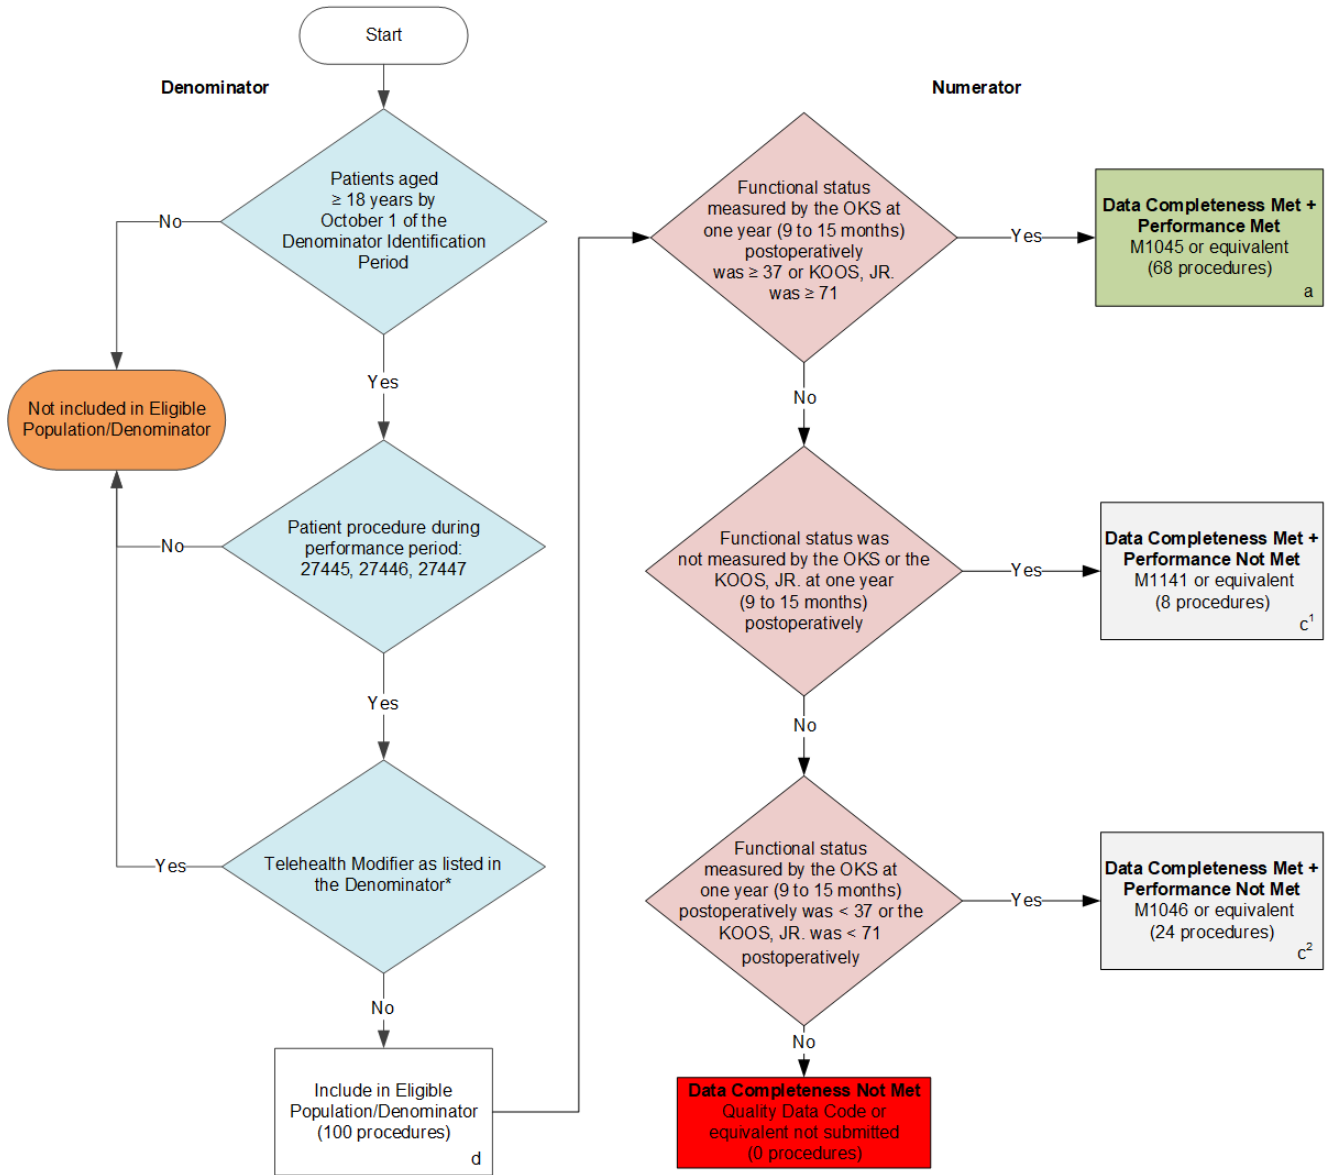 Start
Denominator
Patients aged
≥ 18 years by
October 1 of the
Denominator Identification
Period
No
Yes
Not included in Eligible
Population/Denominator
Patient procedure during
performance period:
27445, 27446, 27447
No
Yes
Telehealth Modifier as listed in
the Denominator*
Yes
No
Include in Eligible
Population/Denominator
(100 procedures)
d
Numerator
Functional status
measured by the OKS at
one year (9 to 15 months)
postoperatively
was ≥ 37 or KOOS, JR.
was ≥ 71
Yes
Data Completeness Met +
Performance Met
M1045 or equivalent
(68 procedures)
a
No
Functional status was
not measured by the OKS or the
KOOS, JR. at one year
(9 to 15 months)
postoperatively
Yes
Data Completeness Met +
Performance Not Met
M1141 or equivalent
(8 procedures)
c¹
No
Functional status
measured by the OKS at
one year (9 to 15 months)
postoperatively was < 37 or the
KOOS, JR. was < 71
postoperatively
Yes
Data Completeness Met +
Performance Not Met
M1046 or equivalent
(24 procedures)
c²
No
Data Completeness Not Met
Quality Data Code or
equivalent not submitted
(0 procedures)